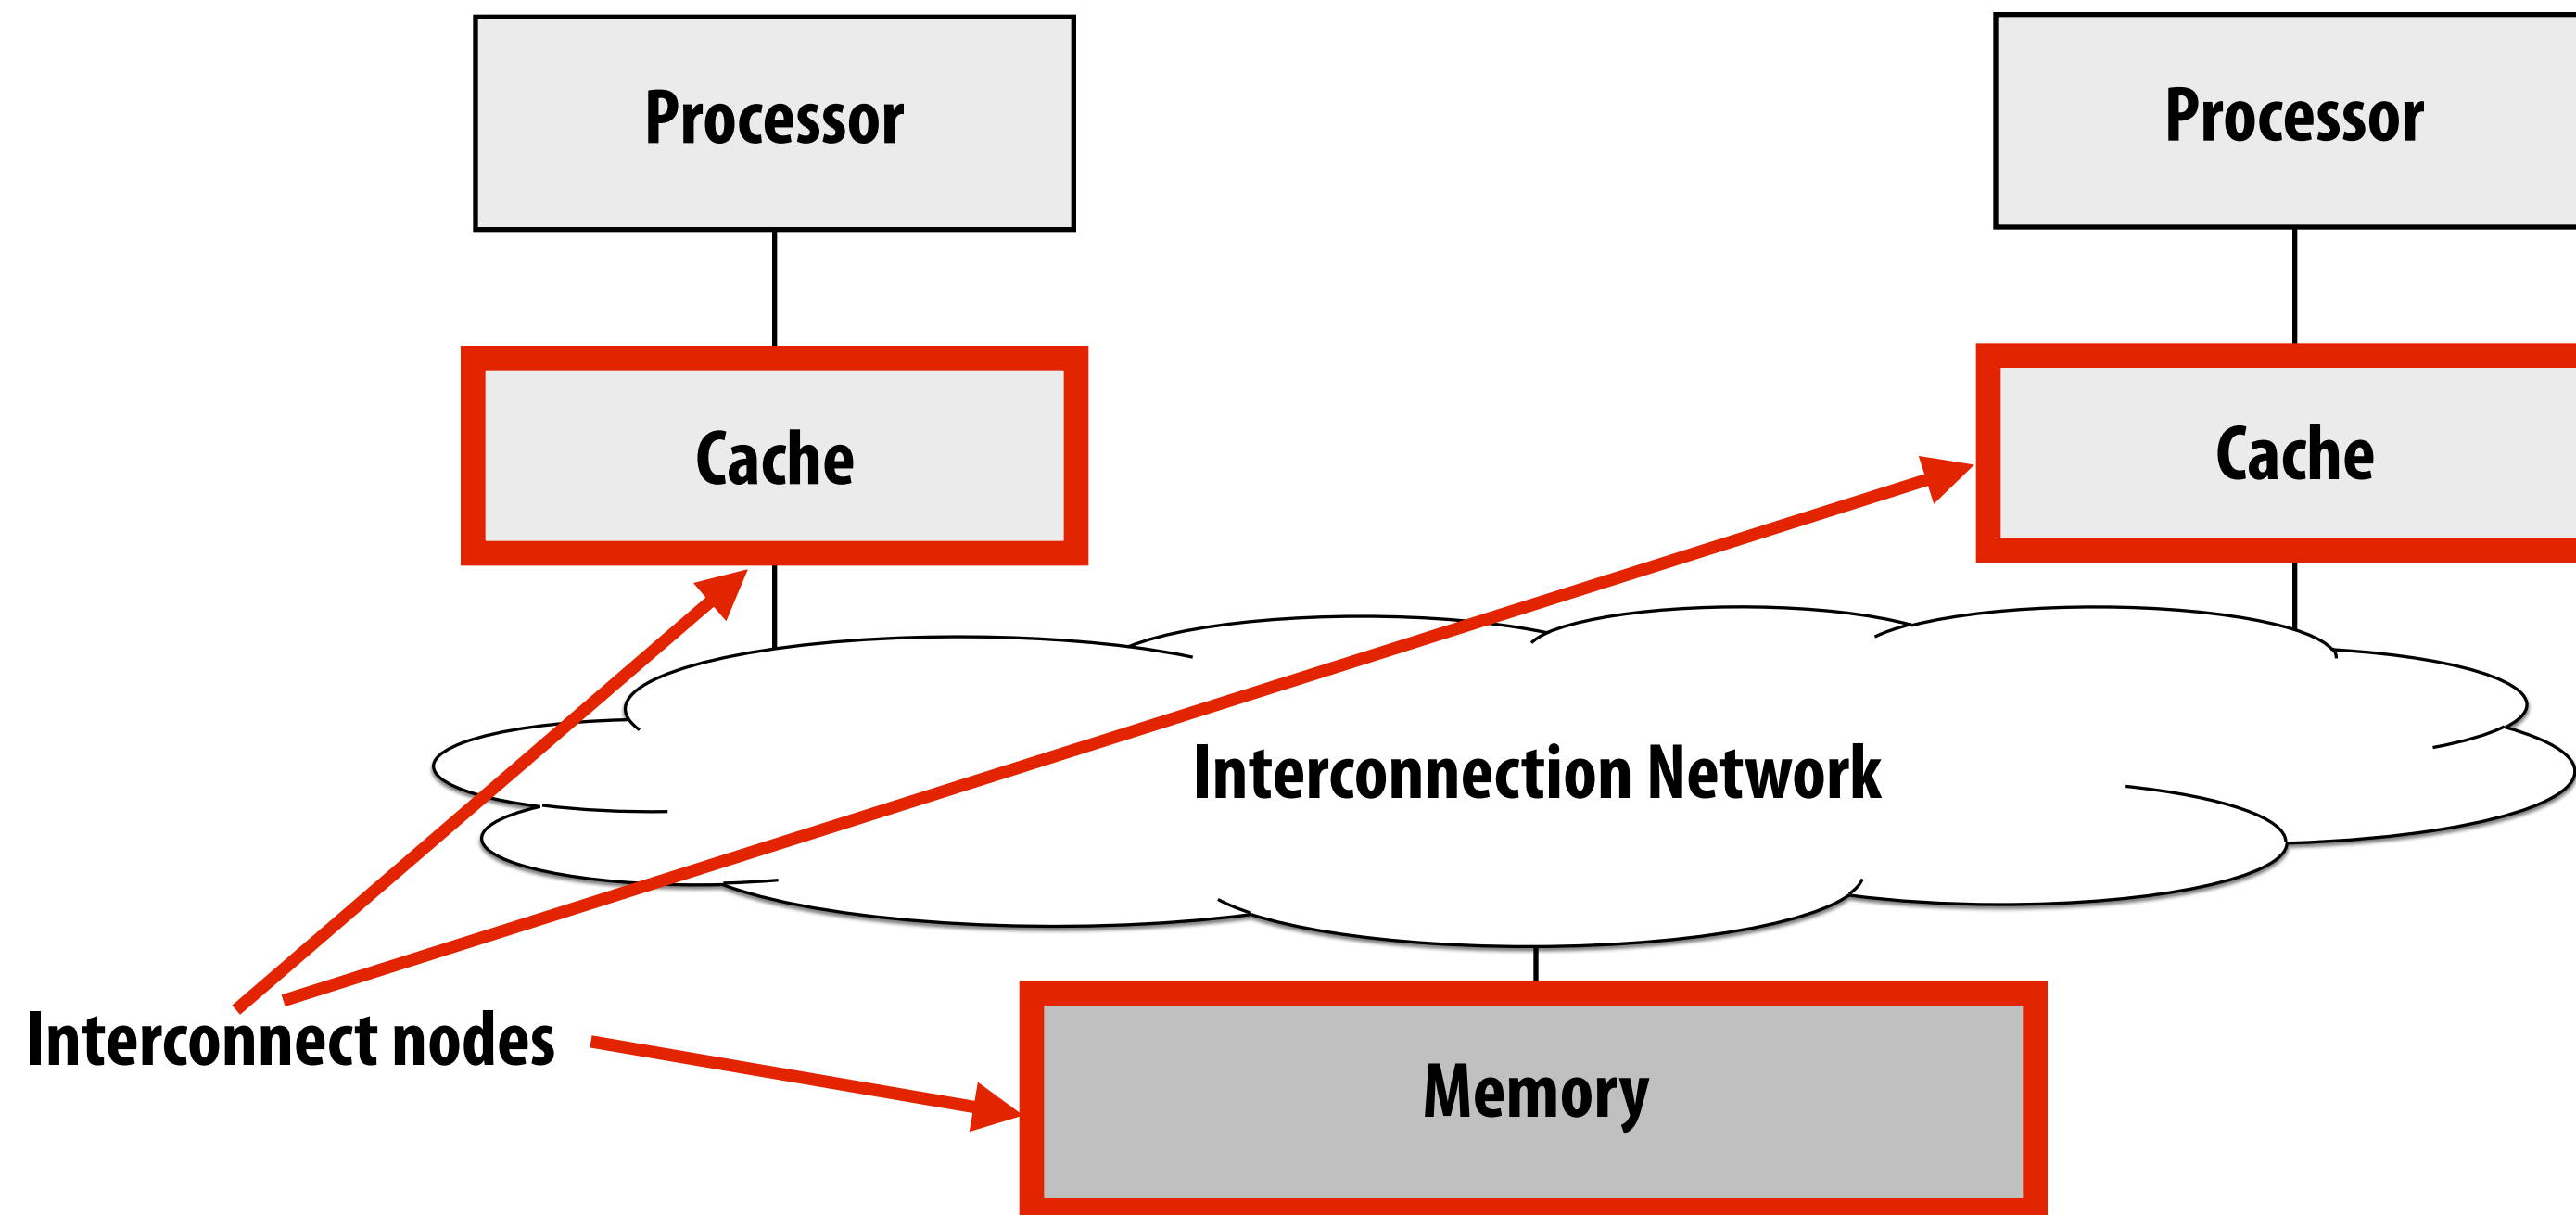 Processor
Processor
Cache
Cache
Interconnection Network
Interconnect nodes
Memory